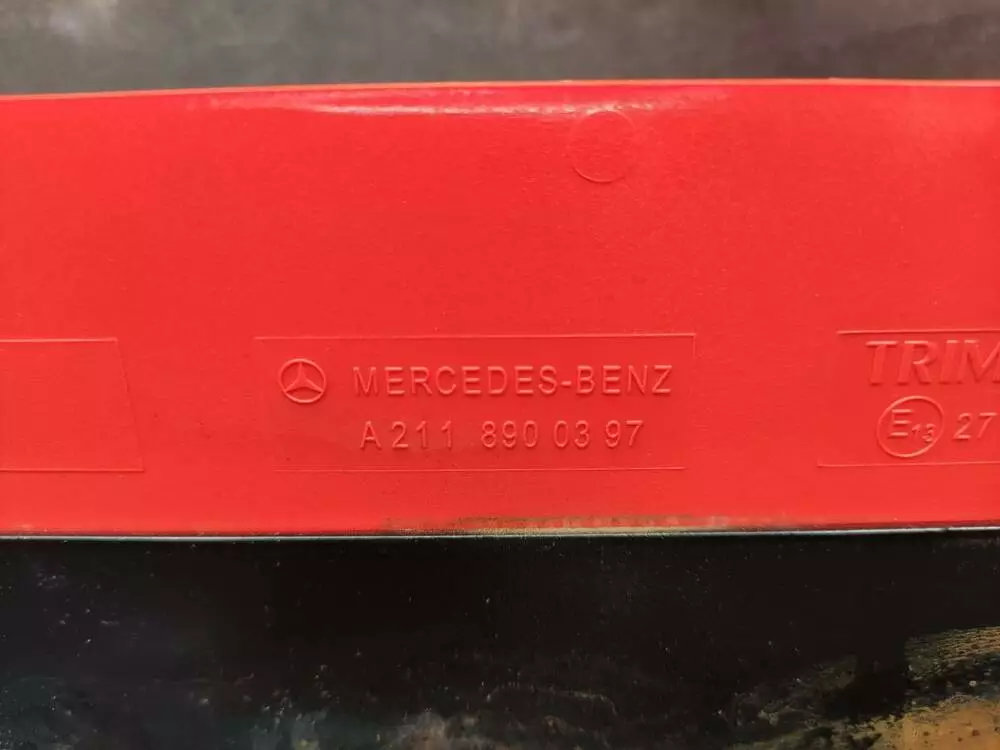 MERCEDES-BENZ
A 211 890 03 97
TRIM
E13 27